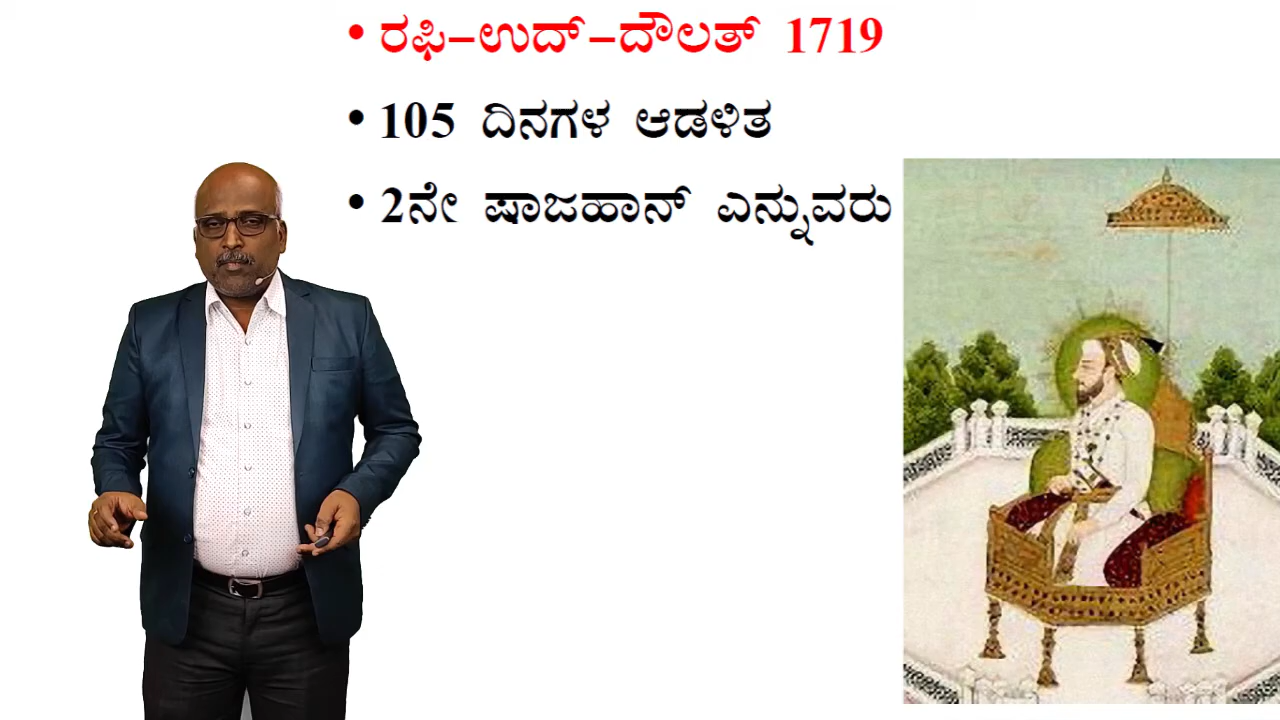 • ರಫಿ-ಉದ್-ದೌಲತ್ 1719
• 105 ದಿನಗಳ ಆಡಳಿತ
• 2ನೇ ಷಾಜಹಾನ್ ಎನ್ನುವರು